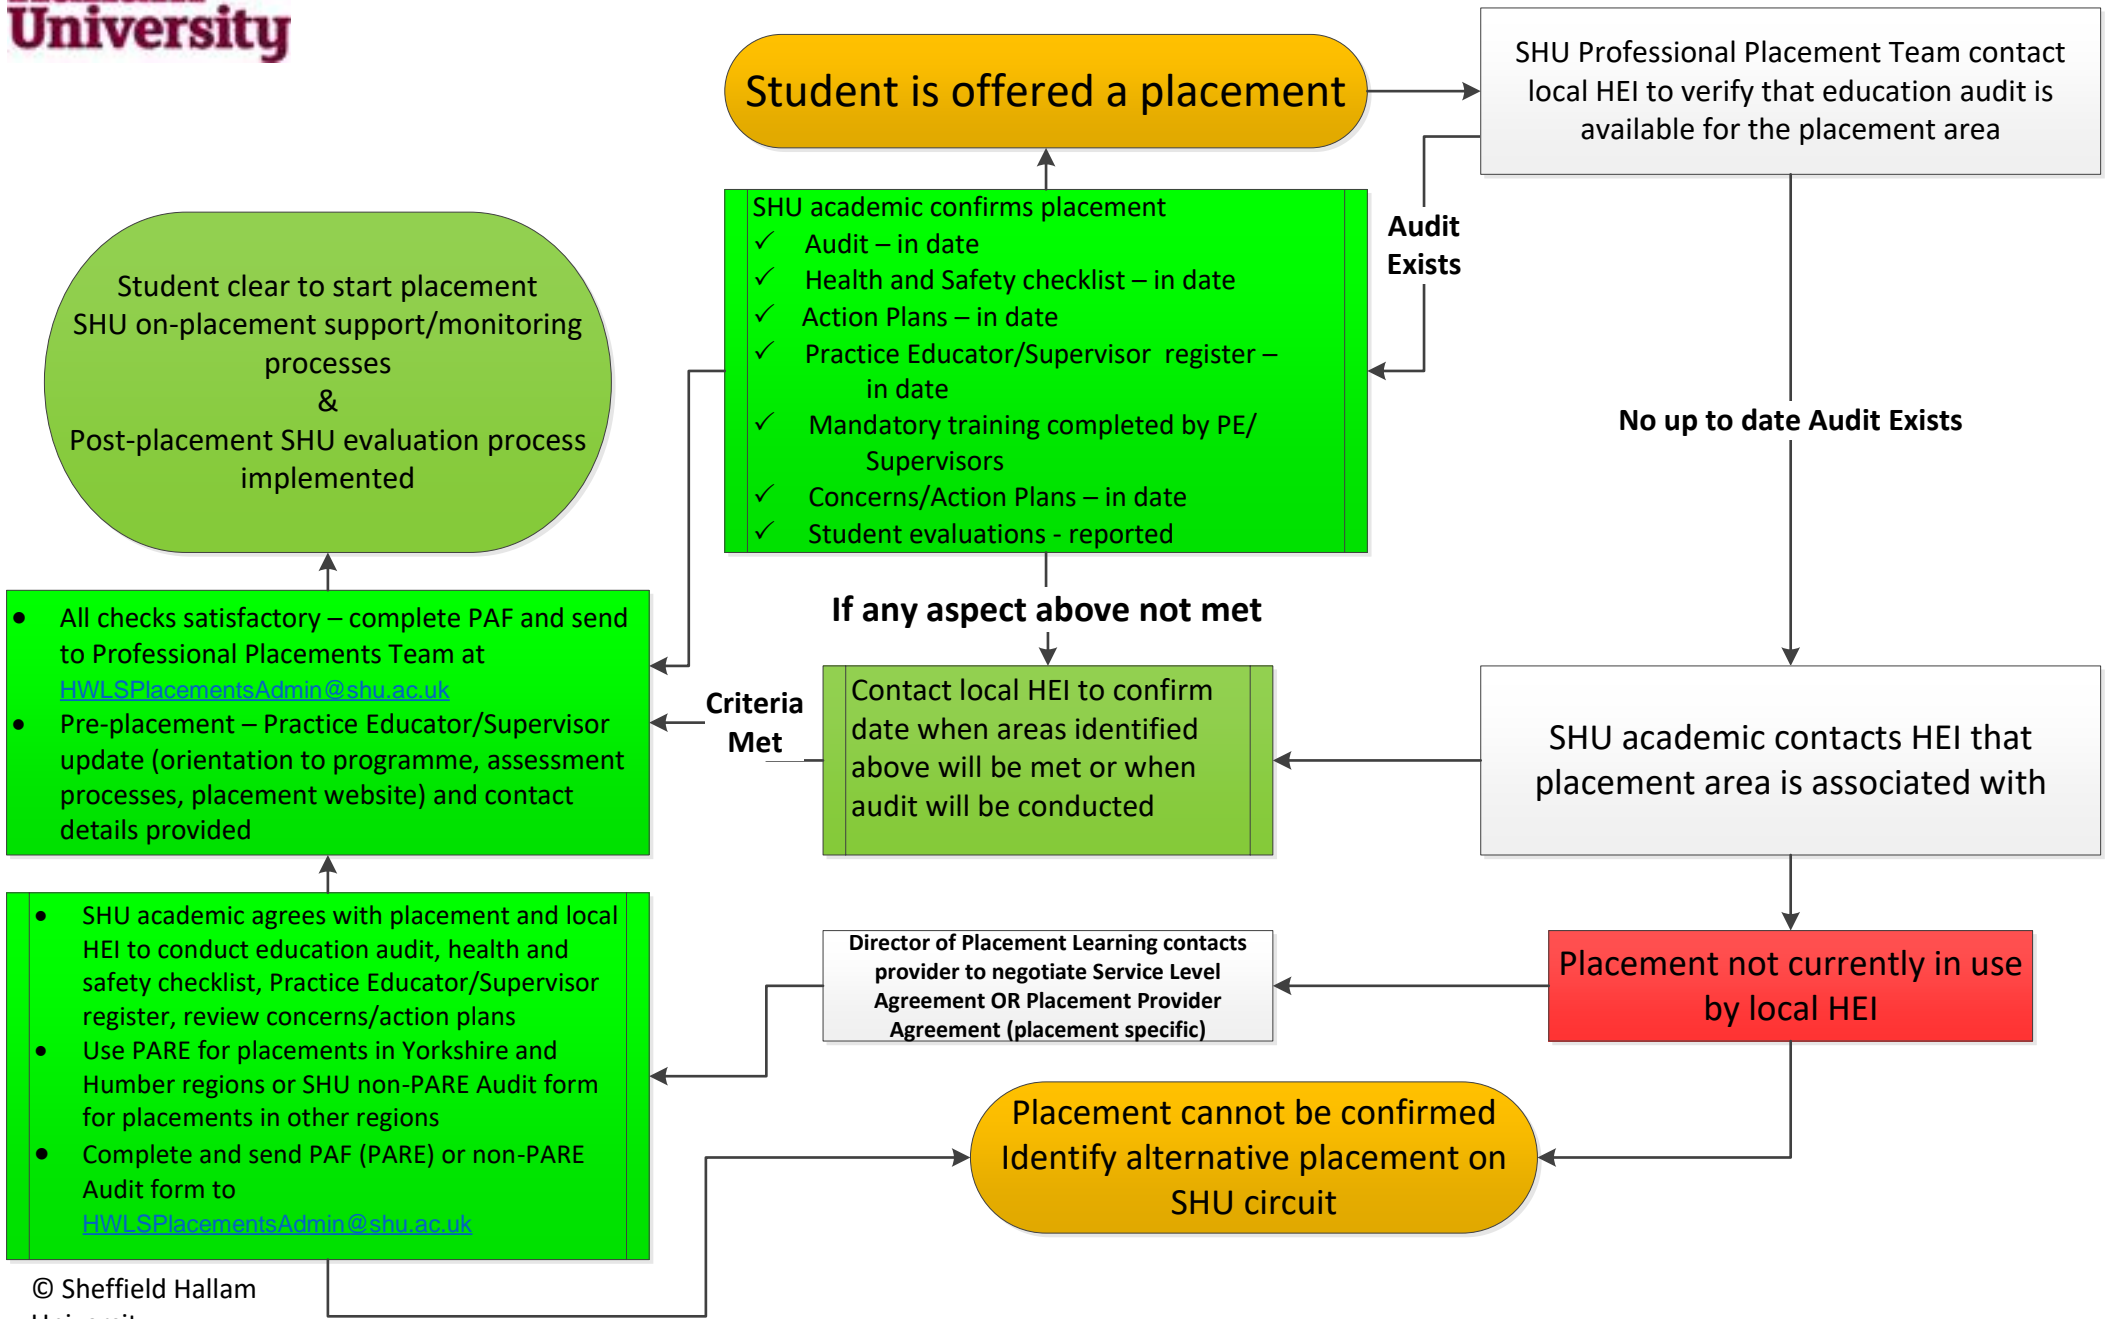 University
Student is offered a placement
SHU Professional Placement Team contact
local HEI to verify that education audit is
available for the placement area
SHU academic confirms placement
✓ Audit – in date
✓ Health and Safety checklist – in date
✓ Action Plans – in date
✓ Practice Educator/Supervisor register –
in date
✓ Mandatory training completed by PE/
Supervisors
✓ Concerns/Action Plans – in date
✓ Student evaluations - reported
Audit
Exists
No up to date Audit Exists
Student clear to start placement
SHU on-placement support/monitoring
processes
&
Post-placement SHU evaluation process
implemented
If any aspect above not met
• All checks satisfactory – complete PAF and send
to Professional Placements Team at
HWLSPlacementsAdmin@shu.ac.uk
• Pre-placement – Practice Educator/Supervisor
update (orientation to programme, assessment
processes, placement website) and contact
details provided
Criteria
Met
Contact local HEI to confirm
date when areas identified
above will be met or when
audit will be conducted
SHU academic contacts HEI that
placement area is associated with
• SHU academic agrees with placement and local
HEI to conduct education audit, health and
safety checklist, Practice Educator/Supervisor
register, review concerns/action plans
• Use PARE for placements in Yorkshire and
Humber regions or SHU non-PARE Audit form
for placements in other regions
• Complete and send PAF (PARE) or non-PARE
Audit form to
HWLSPlacementsAdmin@shu.ac.uk
Director of Placement Learning contacts
provider to negotiate Service Level
Agreement OR Placement Provider
Agreement (placement specific)
Placement not currently in use
by local HEI
Placement cannot be confirmed
Identify alternative placement on
SHU circuit
© Sheffield Hallam